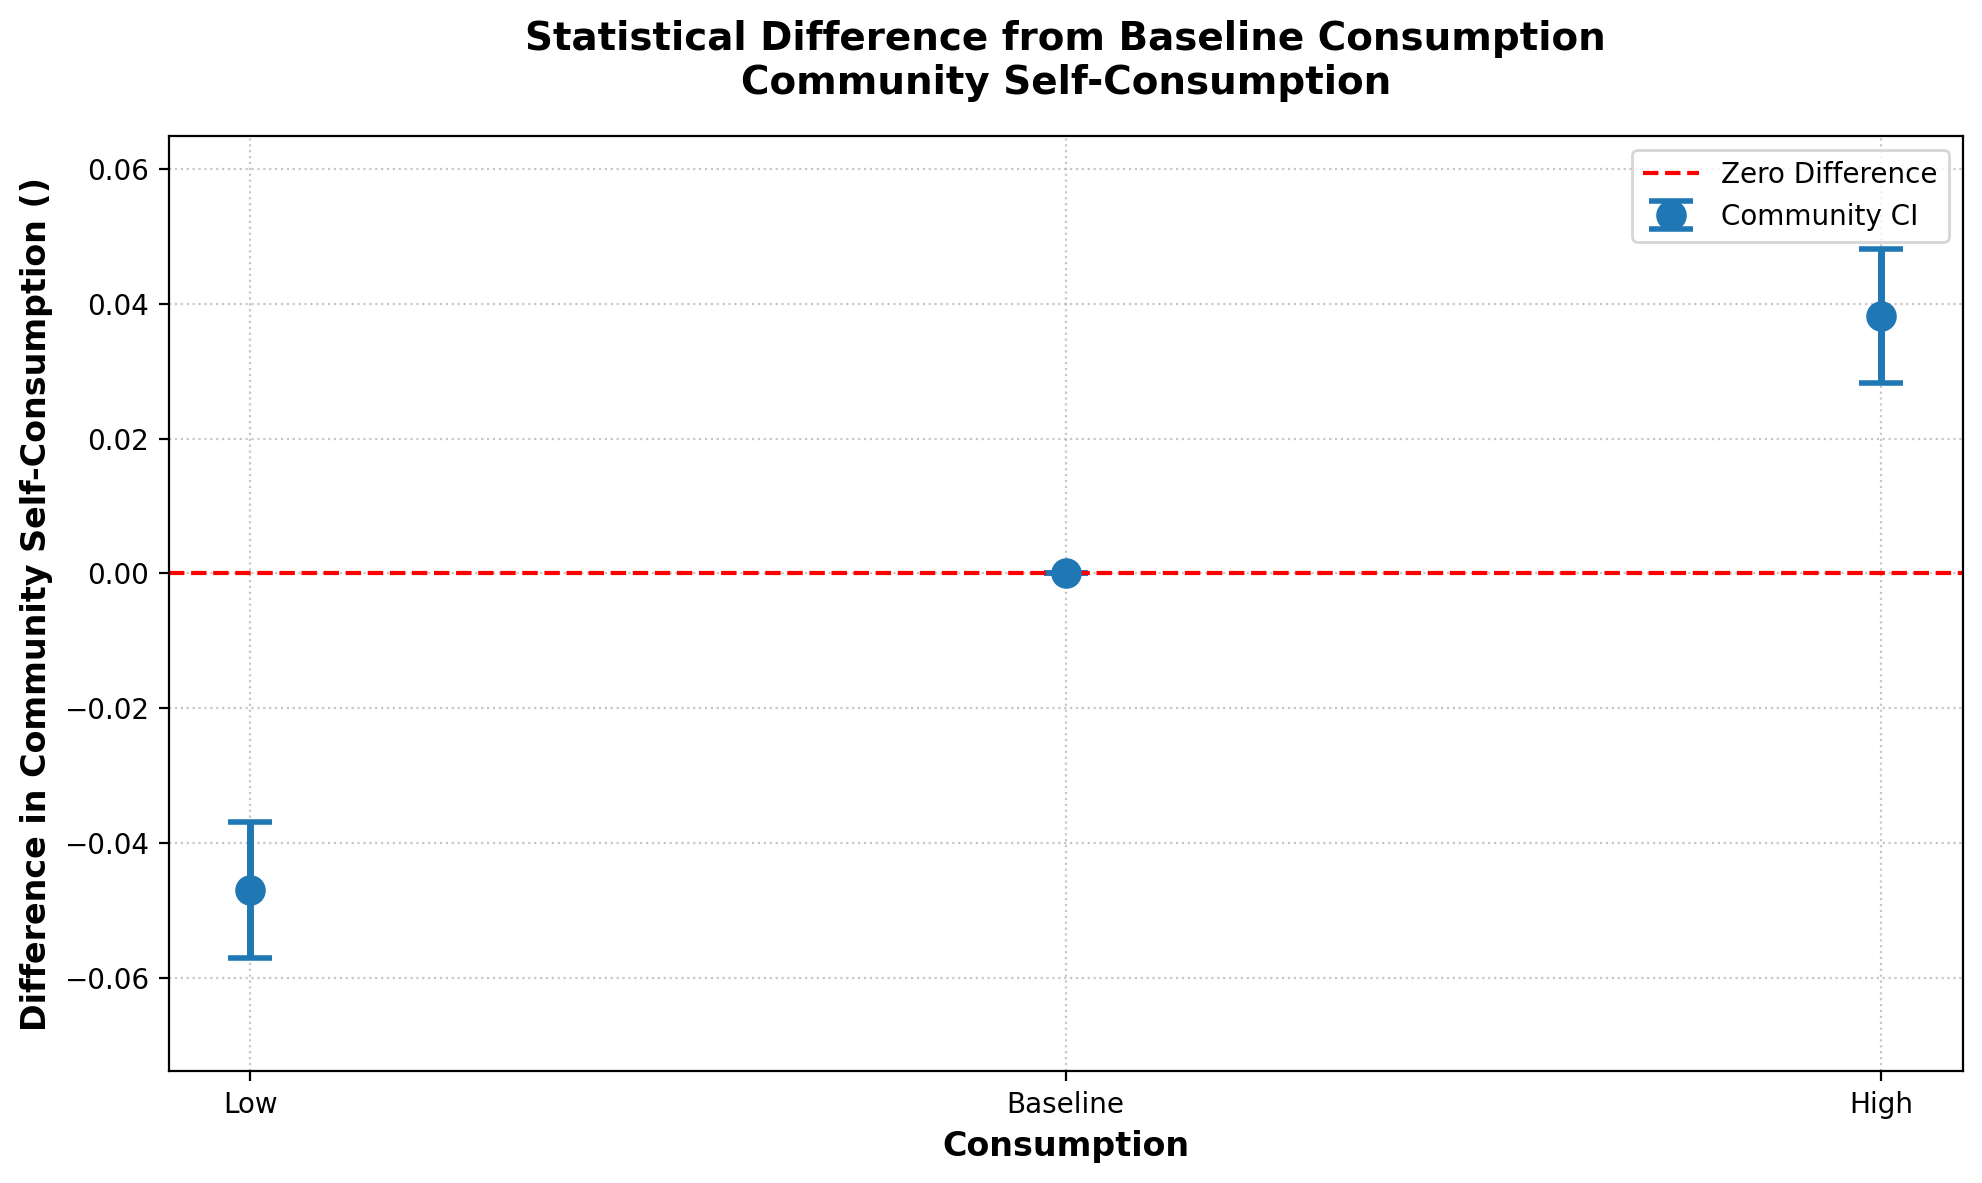 Statistical Difference from Baseline Consumption
Community Self-Consumption
Difference in Community Self-Consumption ()
0.06
0.04
0.02
0.00
−0.02
−0.04
−0.06
Zero Difference
Community CI
Low
Baseline
High
Consumption